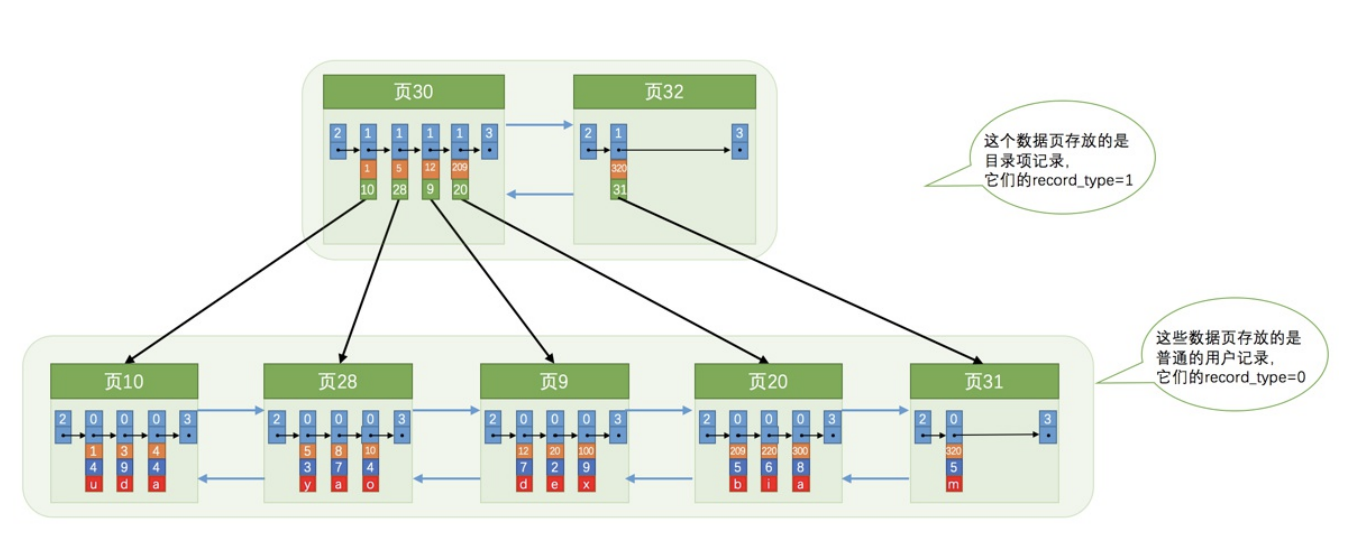 页30 页32
2 1 1 1 1 3 2 1 3
1 5 12 209 320
10 28 9 20 31
这个数据页存放的是
目录项记录,
它们的record_type=1
这些数据页存放的是
普通的用户记录,
它们的record_type=0
页10 页28 页9 页20 页31
2 0 0 0 3 2 0 0 0 3 2 0 0 0 3 2 0 0 0 3 2 0 3
1 3 4 5 8 10 12 20 100 209 220 300 320
4 9 4 3 7 4 7 2 9 5 6 8 5
u d a y a o d e x b i a m